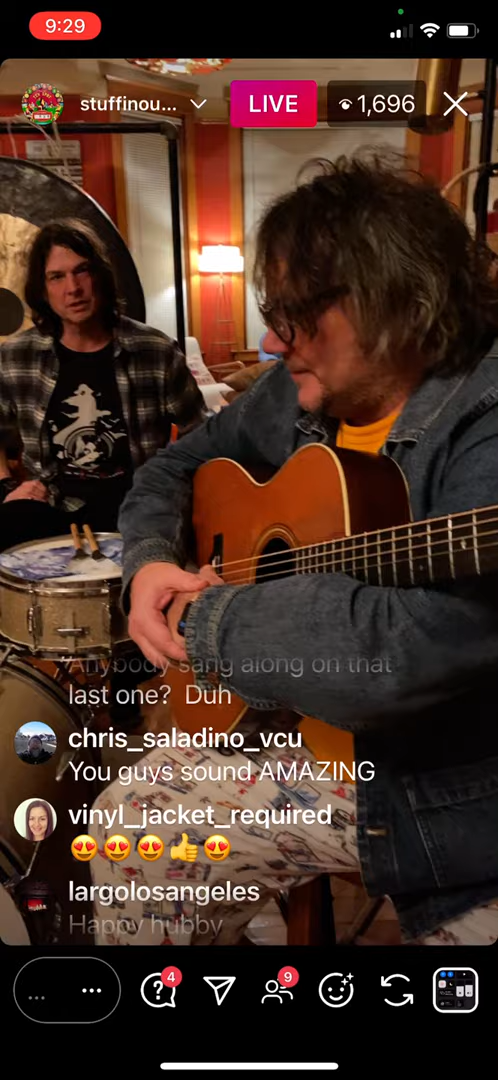 9:29
stuffinou...
LIVE
1,696
"Anybody sang along on that
last one? Duh
chris_saladino_vcu
You guys sound AMAZING
vinyl_jacket_required
😍😍😍👍😍
largolosangeles
Happy hubby
... ...
4
9